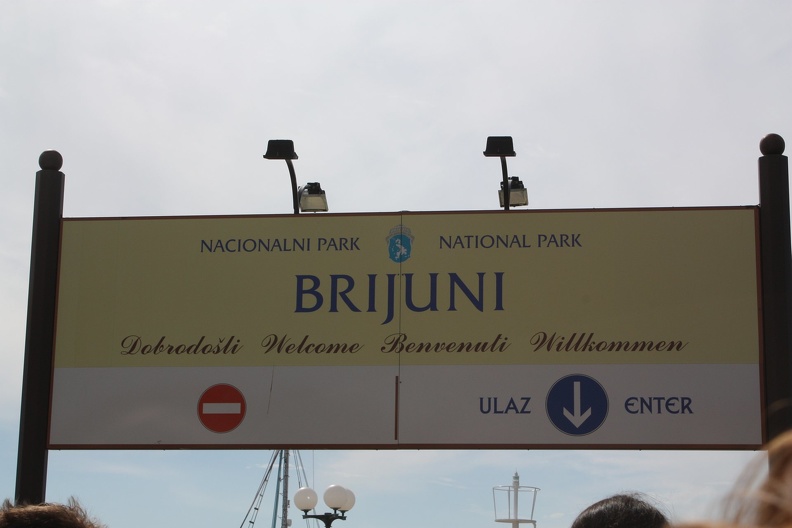 NACIONALNI PARK NATIONAL PARK
BRIJUNI
Dobrodošli Welcome Benvenuti Willkommen
ULAZ ENTER